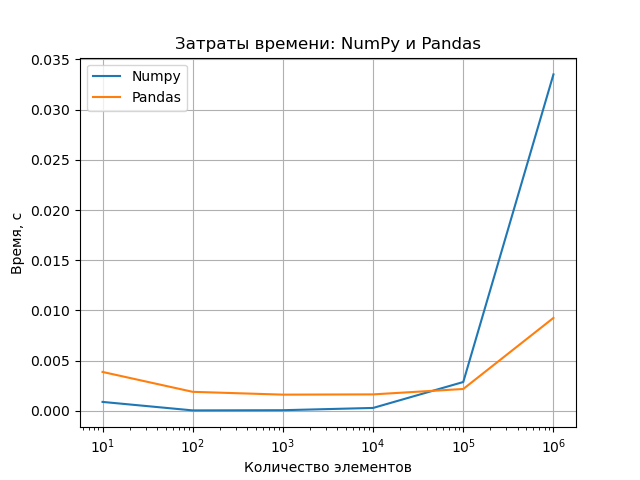 Затраты времени: NumPy и Pandas
Numpy
Pandas
Время, с
0.035
0.030
0.025
0.020
0.015
0.010
0.005
0.000
10¹ 10² 10³ 10⁴ 10⁵ 10⁶
Количество элементов